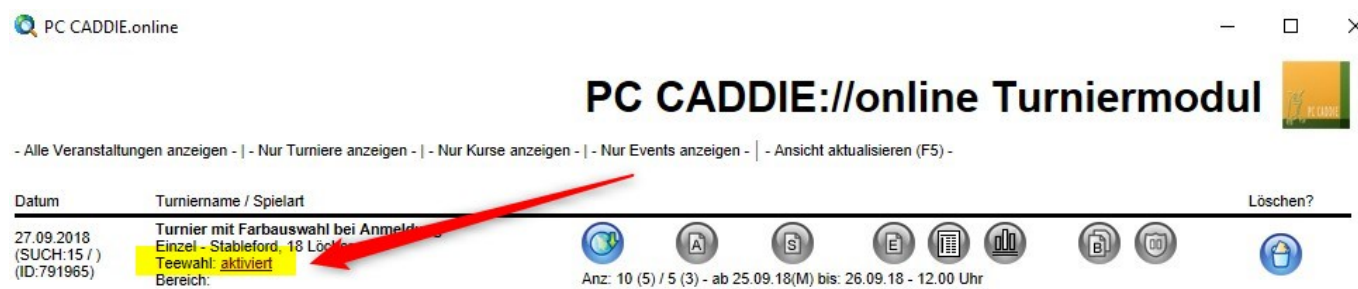 PC CADDIE.online
PC CADDIE://online Turniermodul
PC CADDIE
- Alle Veranstaltungen anzeigen - | - Nur Turniere anzeigen - | - Nur Kurse anzeigen - | - Nur Events anzeigen - | - Ansicht aktualisieren (F5) -
Datum Turniername / Spielart Löschen?
27.09.2018 Turnier mit Farbauswahl bei
(SUCH:15 / ) Einzel - Stableford, 18
(ID:791965) Teewahl: aktiviert
Bereich:
A S E B
Anz: 10 (5) / 5 (3) - ab 25.09.18(M) bis: 26.09.18 - 12.00 Uhr